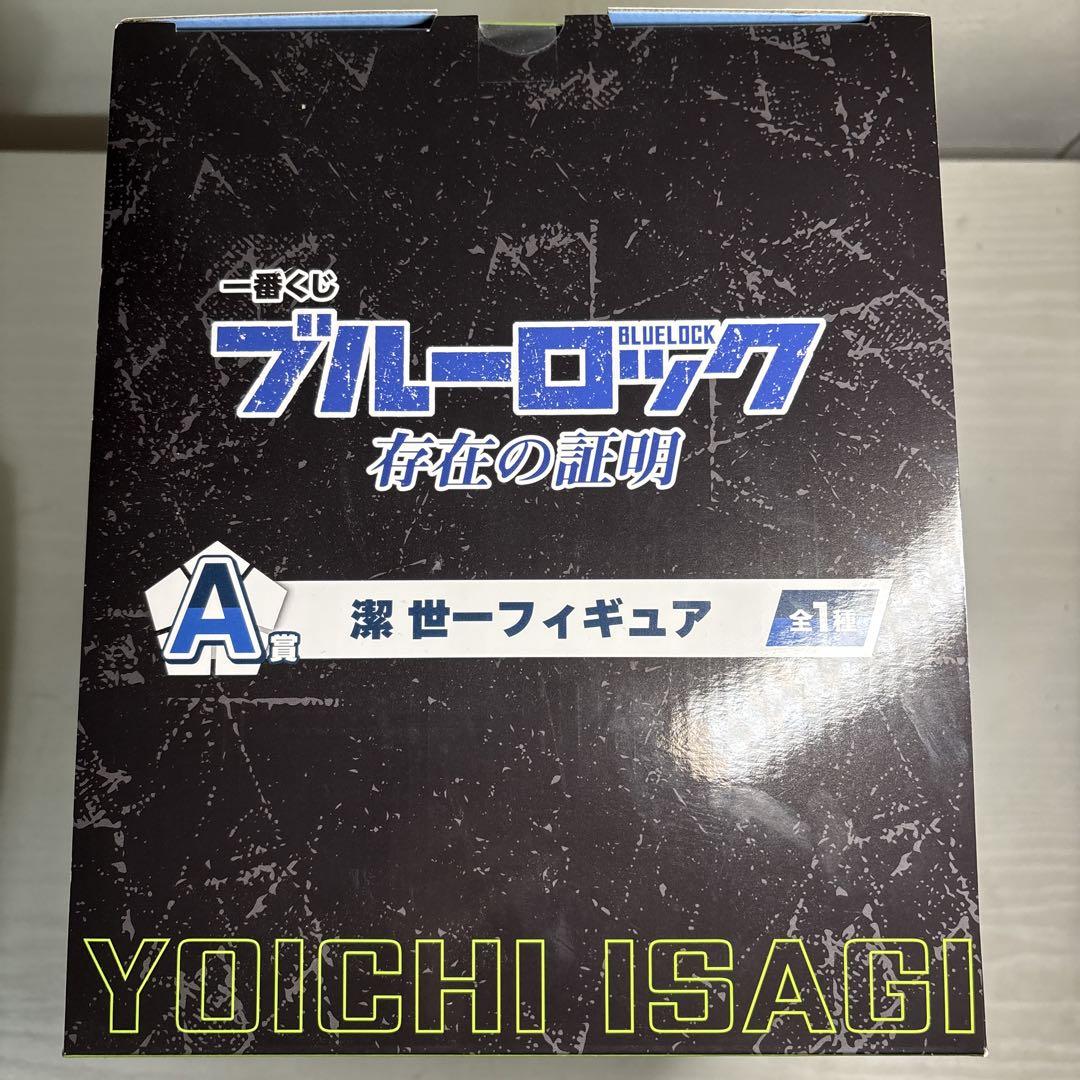 一番くじ
ブルーロック
BLUELOCK
存在の証明
A賞
潔 世一フィギュア
全1種
YOICHI ISAGI